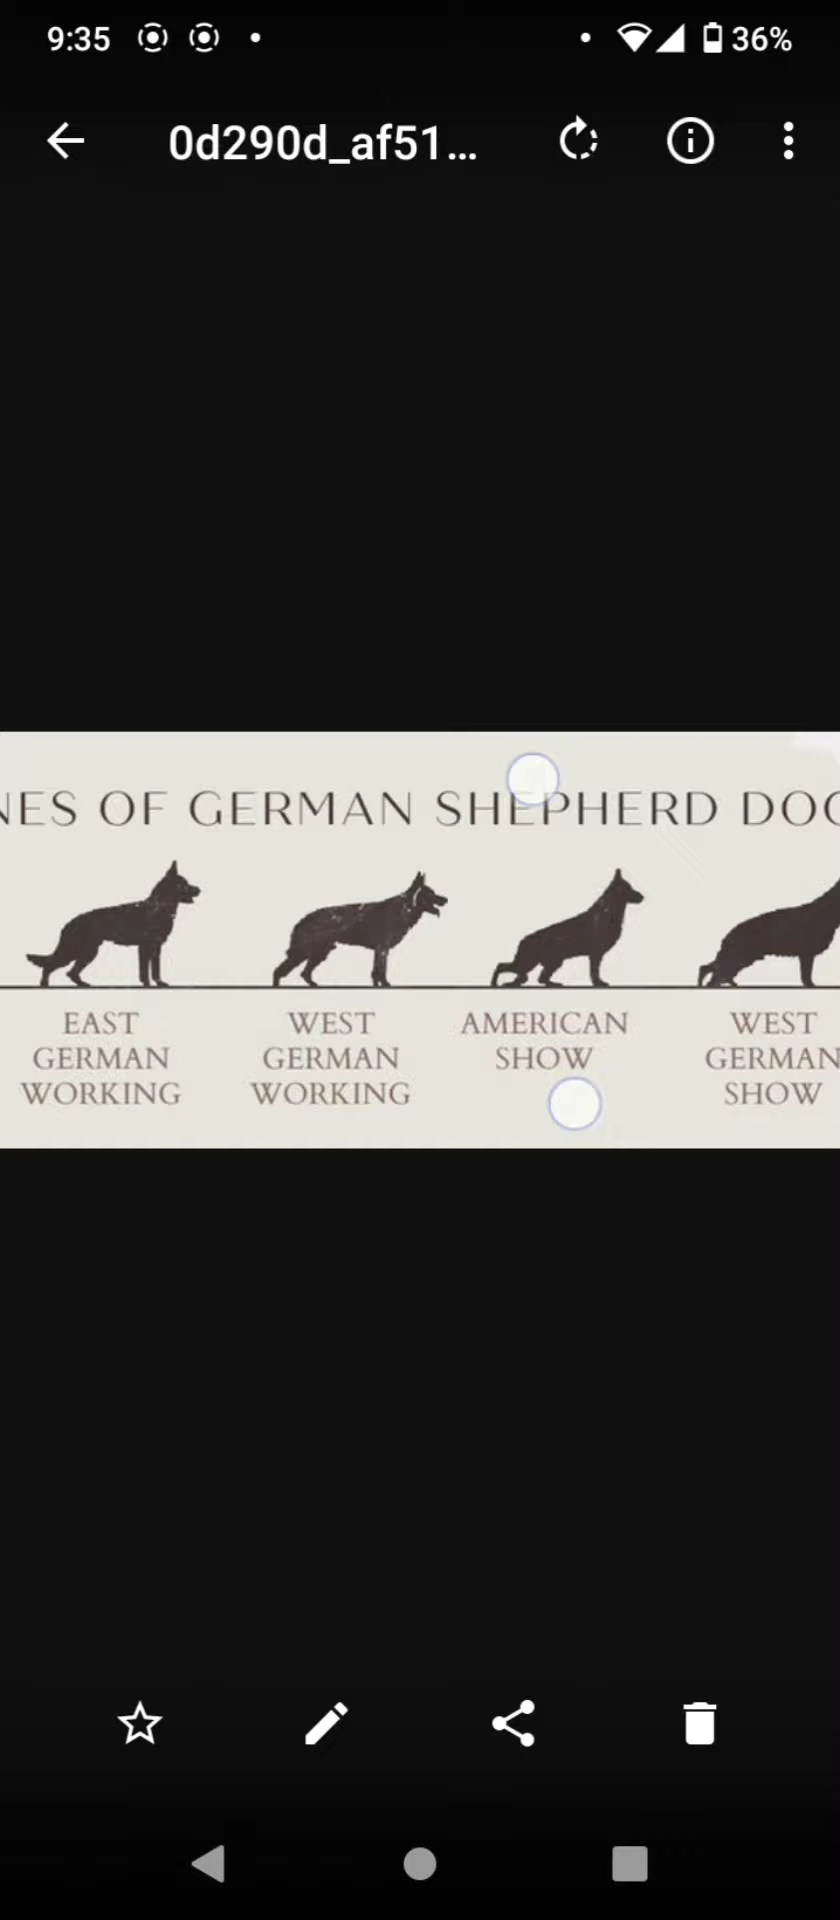 9:35 36%
0d290d_af51...
NES OF GERMAN SHEPHERD DOG
EAST
GERMAN
WORKING
WEST
GERMAN
WORKING
AMERICAN
SHOW
WEST
GERMAN
SHOW